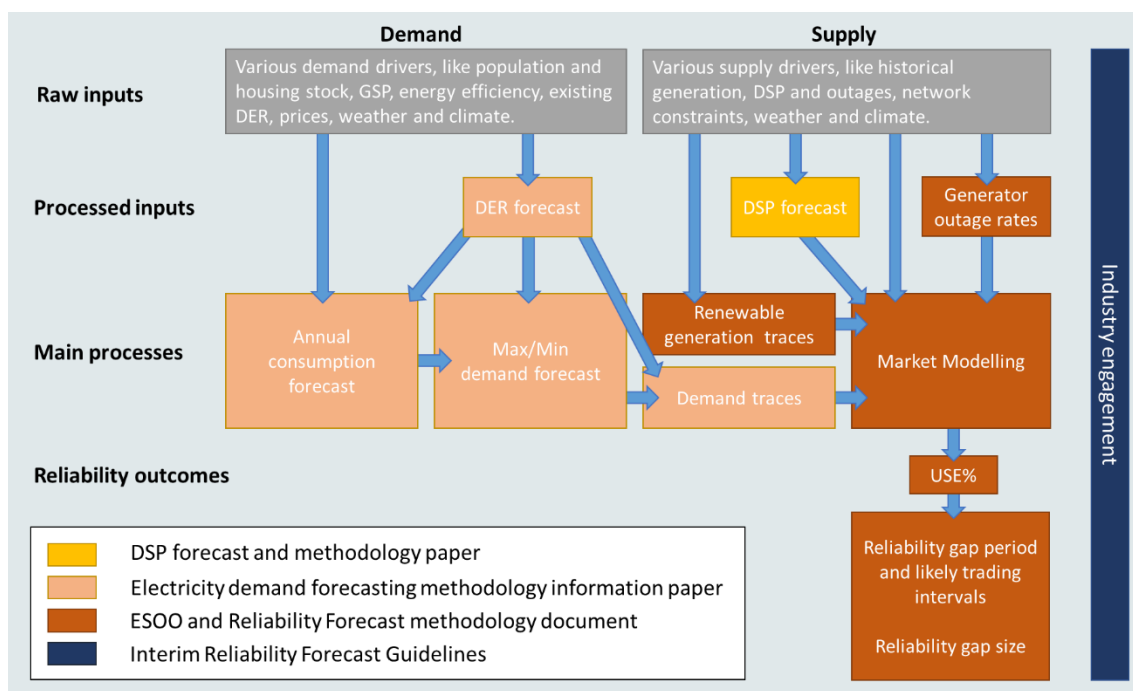 Demand
Supply
Raw inputs
Various demand drivers, like population and
housing stock, GSP, energy efficiency, existing
DER, prices, weather and climate.
Various supply drivers, like historical
generation, DSP and outages, network
constraints, weather and climate.
Processed inputs
DER forecast
DSP forecast
Generator
outage rates
Main processes
Annual
consumption
forecast
Max/Min
demand forecast
Renewable
generation traces
Demand traces
Market Modelling
Reliability outcomes
USE%
Reliability gap period
and likely trading
intervals
Reliability gap size
DSP forecast and methodology paper
Electricity demand forecasting methodology information paper
ESOO and Reliability Forecast methodology document
Interim Reliability Forecast Guidelines
Industry engagement